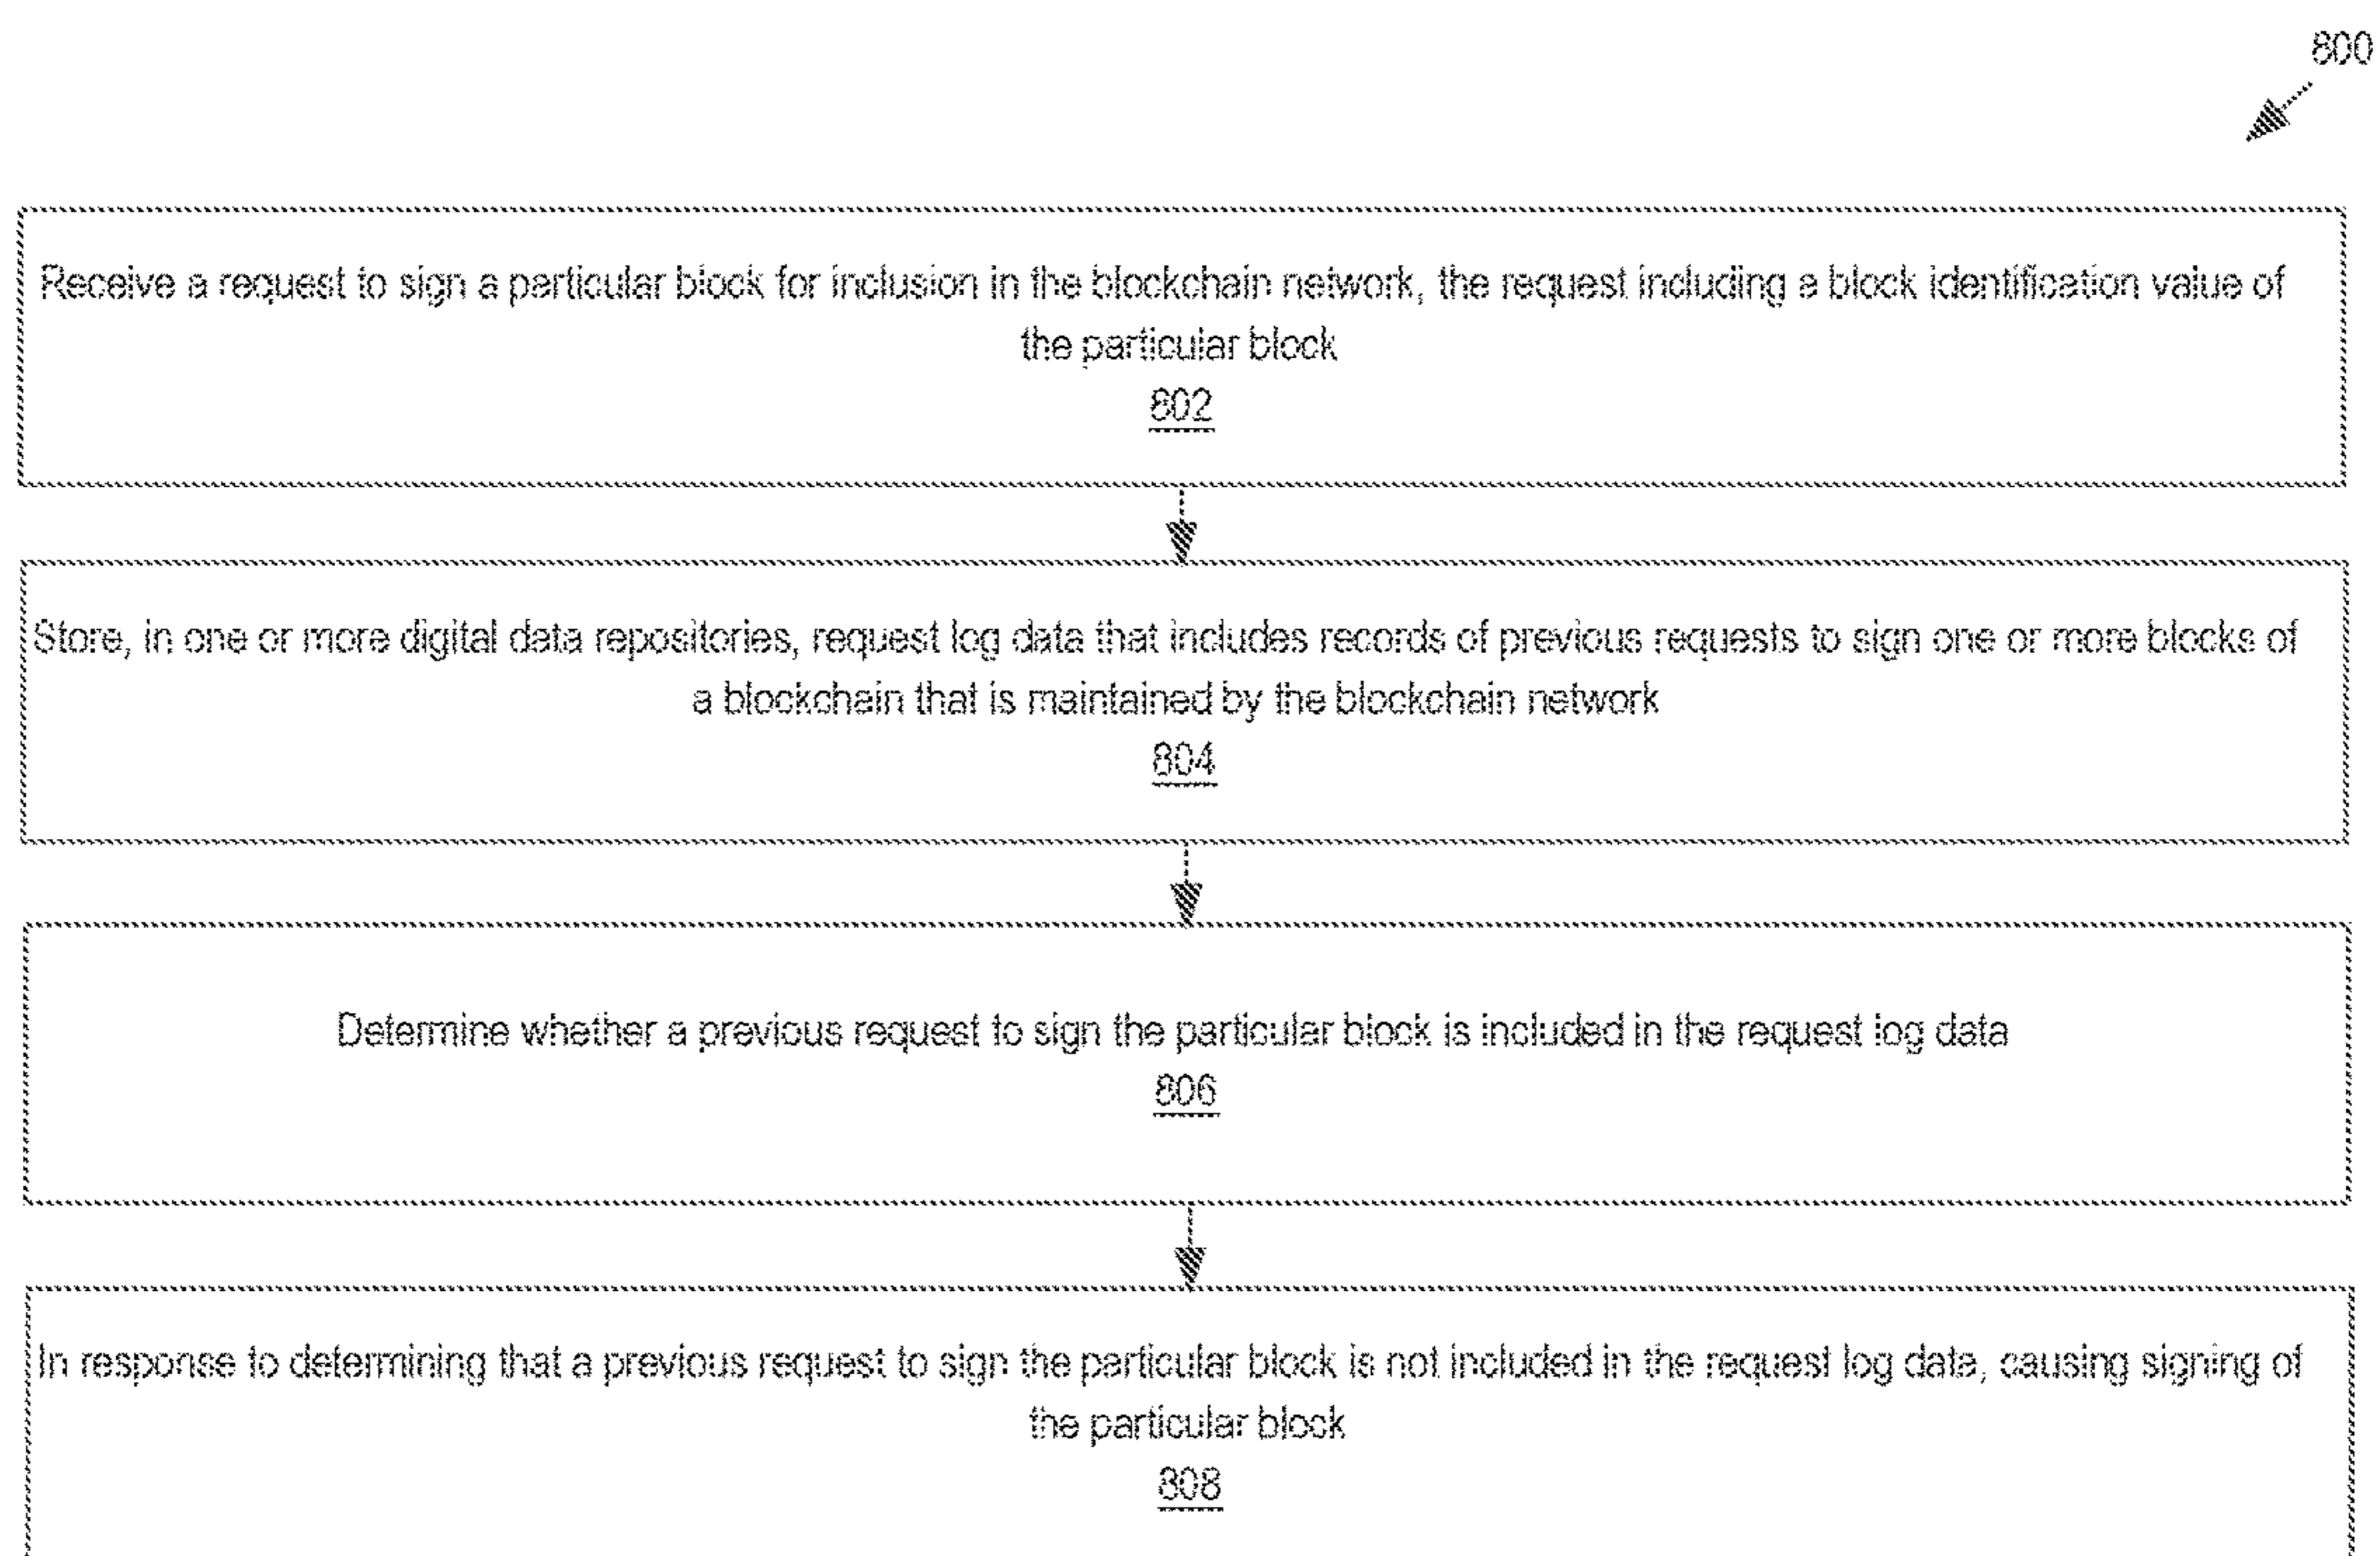 800
Receive a request to sign a particular block for inclusion in the blockchain network, the request including a block identification value of
the particular block
802
Store, in one or more digital data repositories, request log data that includes records of previous requests to sign one or more blocks of
a blockchain that is maintained by the blockchain network
804
Determine whether a previous request to sign the particular block is included in the request log data
806
In response to determining that a previous request to sign the particular block is not included in the request log data, causing signing of
the particular block
808